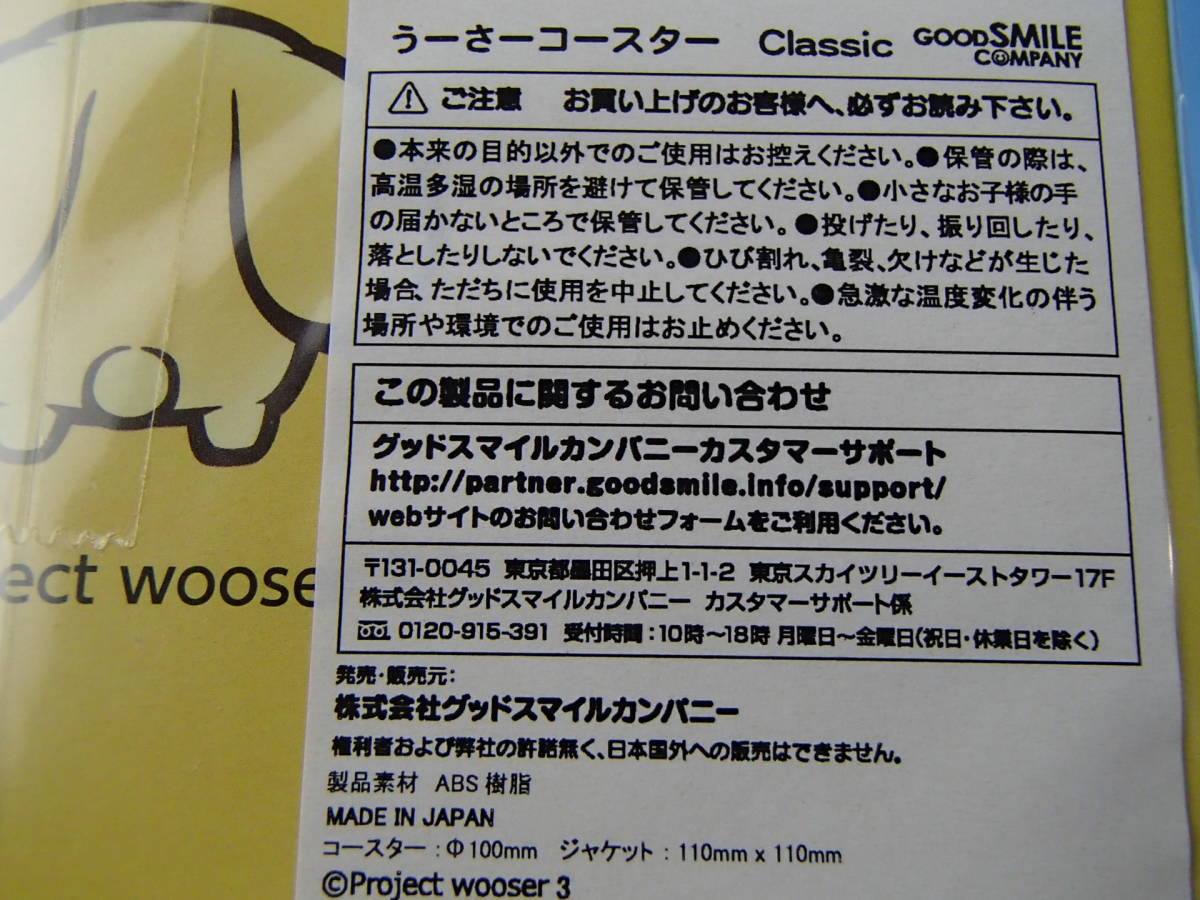 うーさーコースター Classic GOODSMILE COMPANY
⚠ ご注意 お買い上げのお客様へ、必ずお読み下さい。
●本来の目的以外でのご使用はお控えください。●保管の際は、
高温多湿の場所を避けて保管してください。●小さなお子様の手
の届かないところで保管してください。●投げたり、振り回したり、
落としたりしないでください。●ひび割れ、亀裂、欠けなどが生じた
場合、ただちに使用を中止してください。●急激な温度変化の伴う
場所や環境でのご使用はお止めください。
この製品に関するお問い合わせ
グッドスマイルカンパニーカスタマーサポート
http://partner.goodsmile.info/support/
webサイトのお問い合わせフォームをご利用ください。
〒131-0045 東京都墨田区押上1-1-2 東京スカイツリーイーストタワー17F
株式会社グッドスマイルカンパニー カスタマーサポート係
0120-915-391 受付時間:10時～18時 月曜日～金曜日(祝日・休業日を除く)
発売・販売元:
株式会社グッドスマイルカンパニー
権利者および弊社の許諾無く、日本国外への販売はできません。
製品素材 ABS樹脂
MADE IN JAPAN
コースター:Φ100mm ジャケット:110mm x 110mm
©Project wooser 3
ject woose